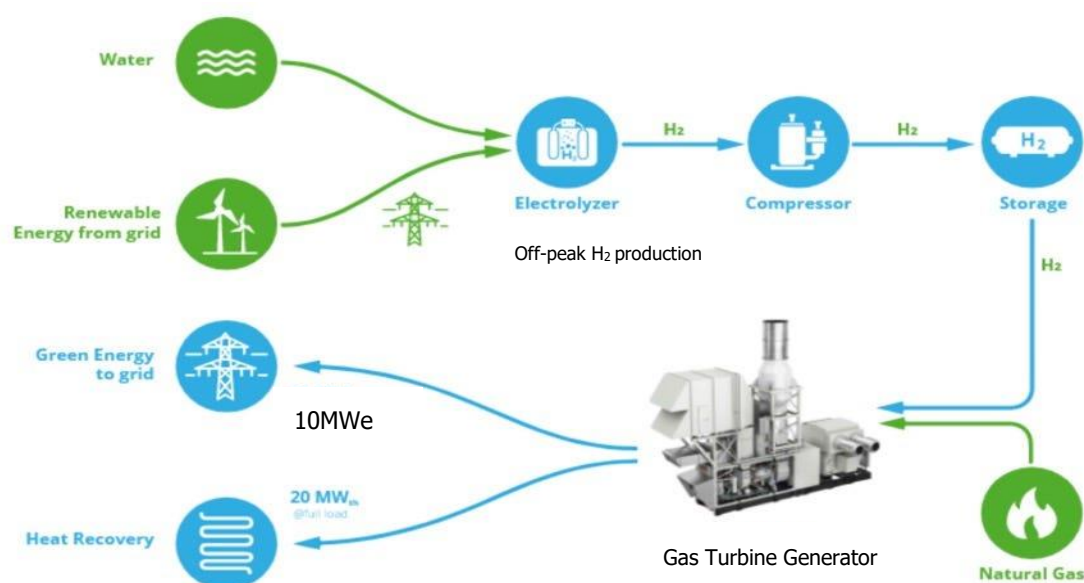 Water
H₂
H₂
H₂
H₂
Electrolyzer
Compressor
Storage
Renewable
Energy from grid
Off-peak H₂ production
H₂
Green Energy
to grid
10MWe
20 MWth
@full load
Heat Recovery
Gas Turbine Generator
Natural Gas